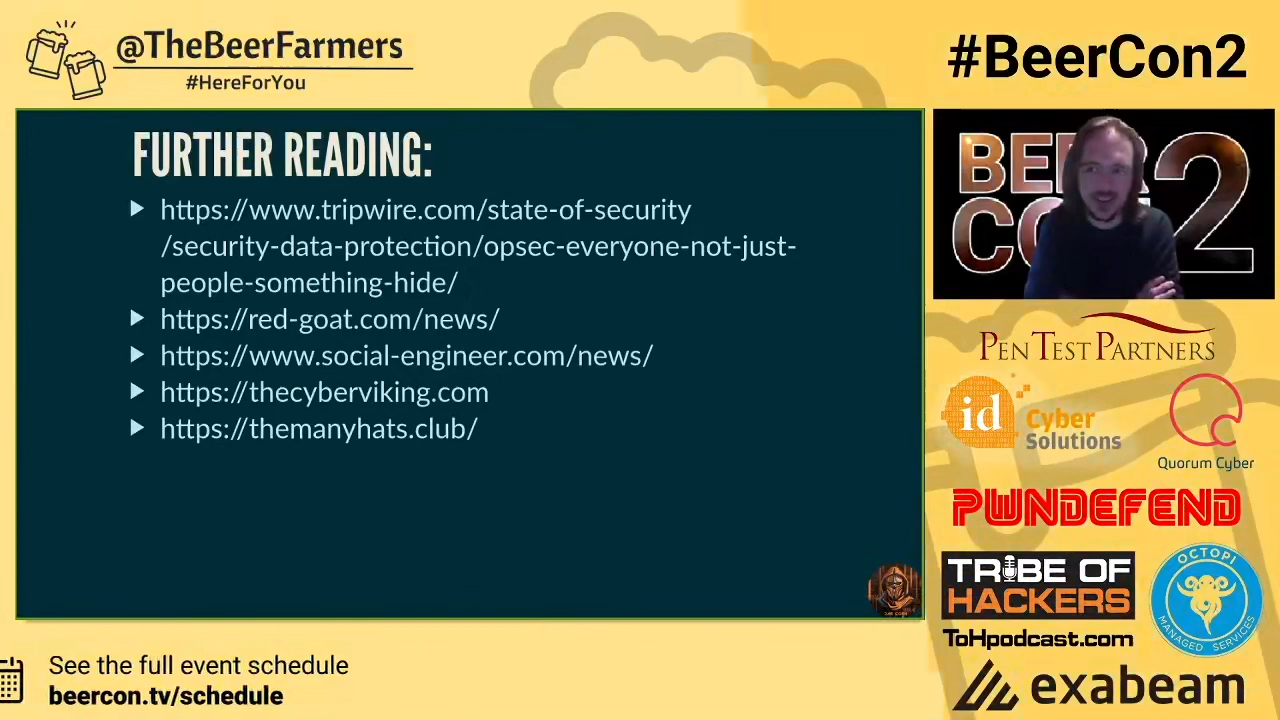 @TheBeerFarmers
#HereForYou
#BeerCon2
FURTHER READING:
https://www.tripwire.com/state-of-security
/security-data-protection/opsec-everyone-not-just-
people-something-hide/
https://red-goat.com/news/
https://www.social-engineer.com/news/
https://thecyberviking.com
https://themanyhats.club/
BEER
CON 2
PEN TEST PARTNERS
id Cyber
Solutions
Quorum Cyber
PWNDEFEND
TRIBE OF
HACKERS
ToHpodcast.com
OCTOPI
MANAGED SERVICES
exabeam
See the full event schedule
beercon.tv/schedule